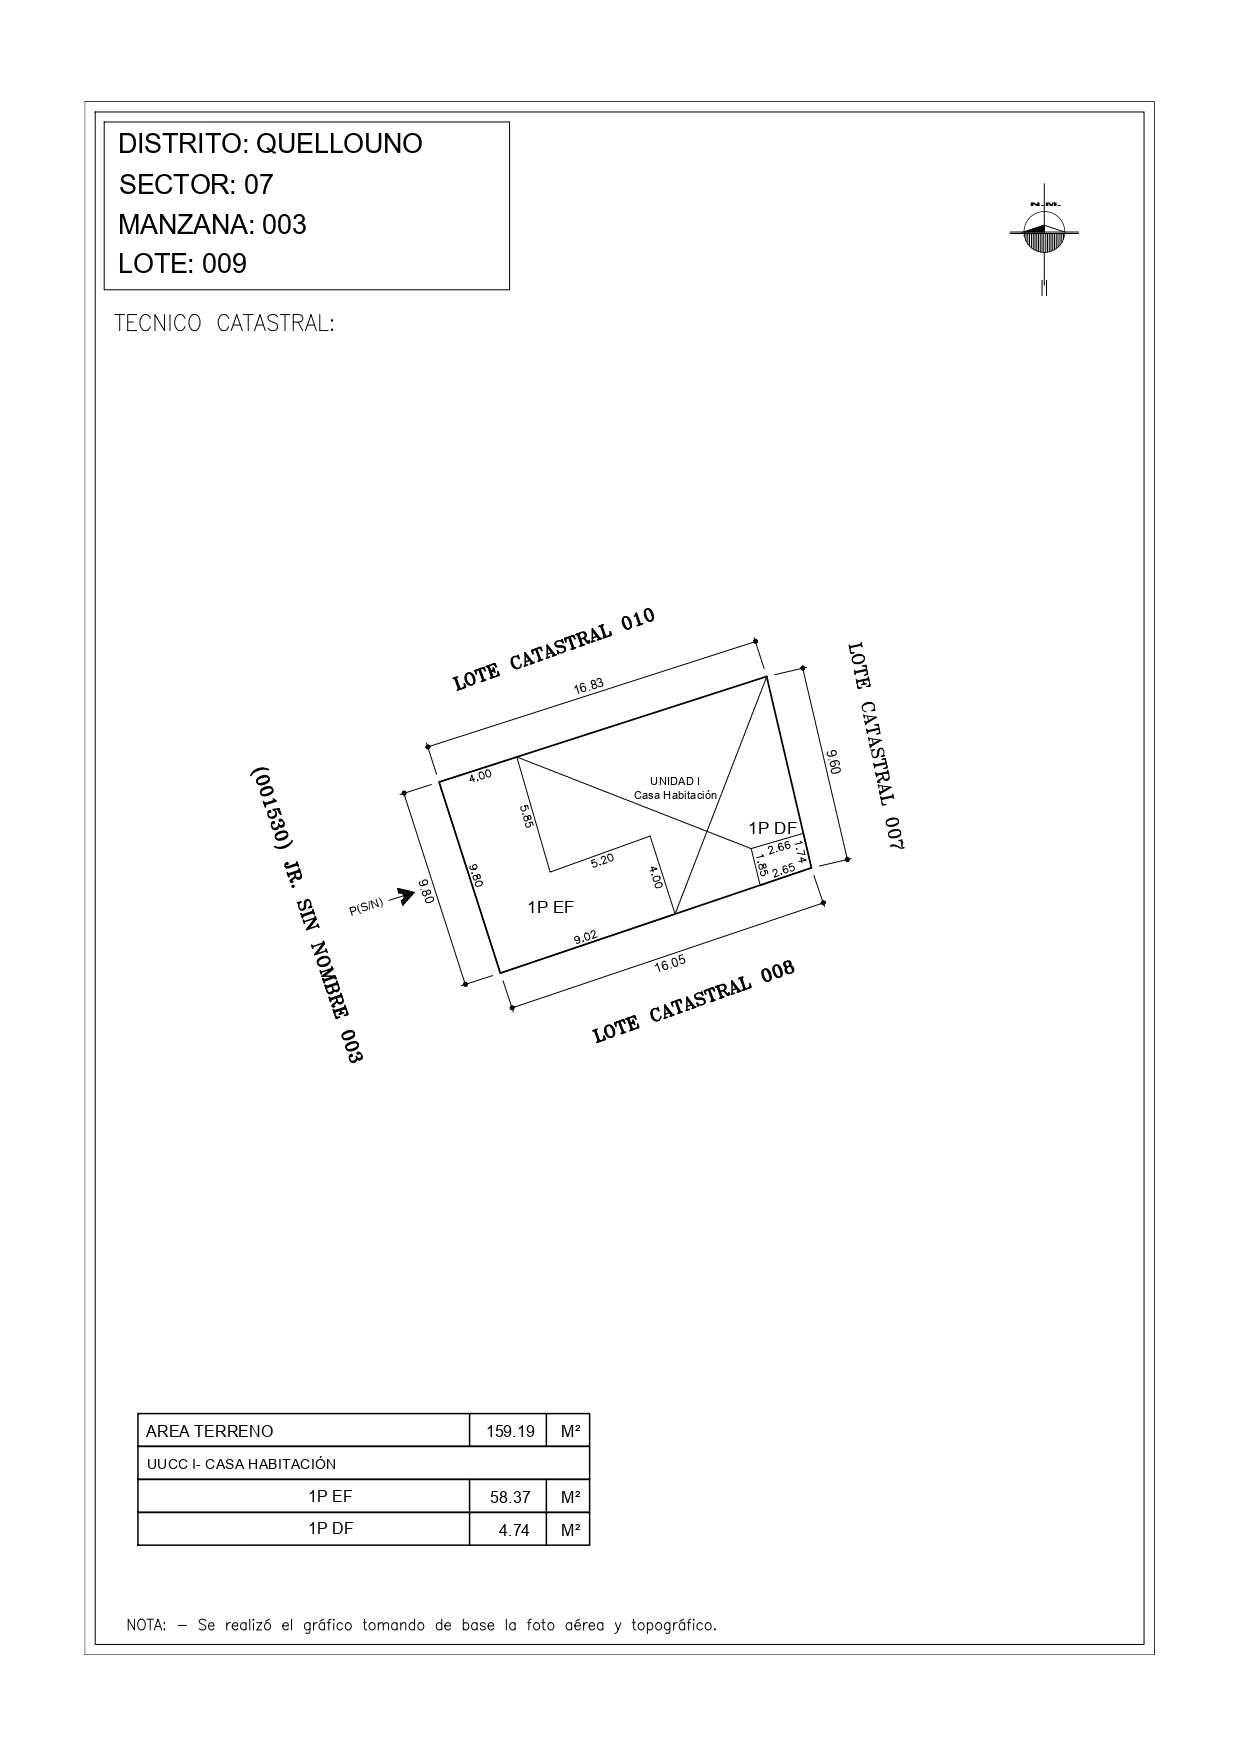 DISTRITO: QUELLOUNO
SECTOR: 07
MANZANA: 003
LOTE: 009
N.M.
TECNICO CATASTRAL:
LOTE CATASTRAL 010
16.83
LOTE CATASTRAL 007
9.60
4.00
UNIDAD I
Casa Habitación
5.85
1P DF
2.66
1.74
1.85
2.65
5.20
4.00
9.80
9.80
P(S/N)
1P EF
9.02
16.05
LOTE CATASTRAL 008
(001530) JR. SIN NOMBRE 003
AREA TERRENO 159.19 M²
UUCC I- CASA HABITACIÓN
1P EF 58.37 M²
1P DF 4.74 M²
NOTA: – Se realizó el gráfico tomando de base la foto aérea y topográfico.